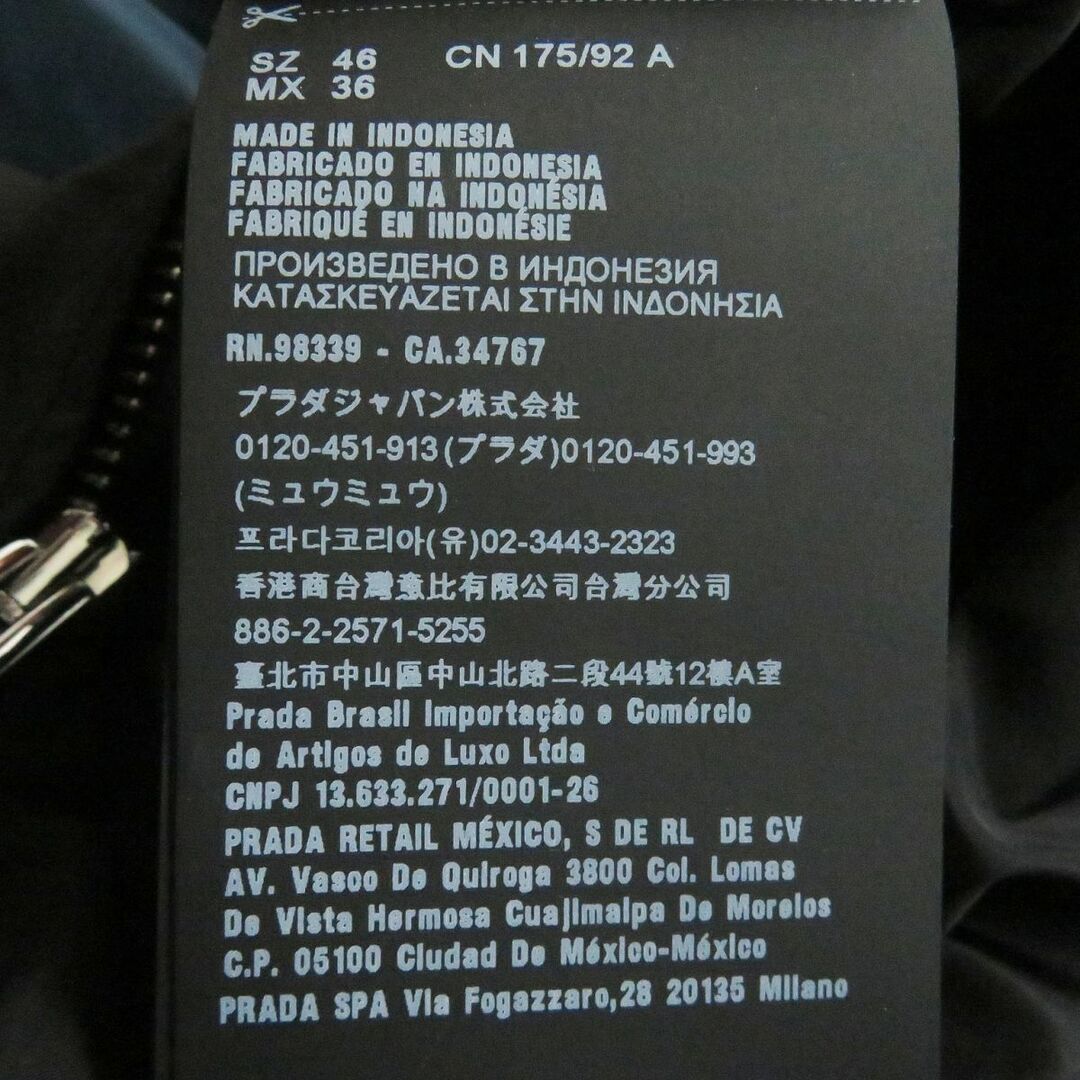 SZ 46 CN 175/92 A
MX 36
MADE IN INDONESIA
FABRICADO EN INDONESIA
FABRICADO NA INDONÉSIA
FABRIQUÉ EN INDONÉSIE
ПРОИЗВЕДЕНО В ИНДОНЕЗИЯ
ΚΑΤΑΣΚΕΥΑΖΕΤΑΙ ΣΤΗΝ ΙΝΔΟΝΗΣΙΑ
RN.98339 - CA.34767
プラダジャパン株式会社
0120-451-913(プラダ)0120-451-993
(ミュウミュウ)
프라다코리아(유)02-3443-2323
香港商台灣意比有限公司台灣分公司
886-2-2571-5255
臺北市中山區中山北路二段44號12樓A室
Prada Brasil Importação e Comércio
de Artigos de Luxo Ltda
CNPJ 13.633.271/0001-26
PRADA RETAIL MÉXICO, S DE RL DE CV
AV. Vasco De Quiroga 3800 Col. Lomas
De Vista Hermosa Cuajimalpa De Morelos
C.P. 05100 Ciudad De México-México
PRADA SPA Via Fogazzaro,28 20135 Milano